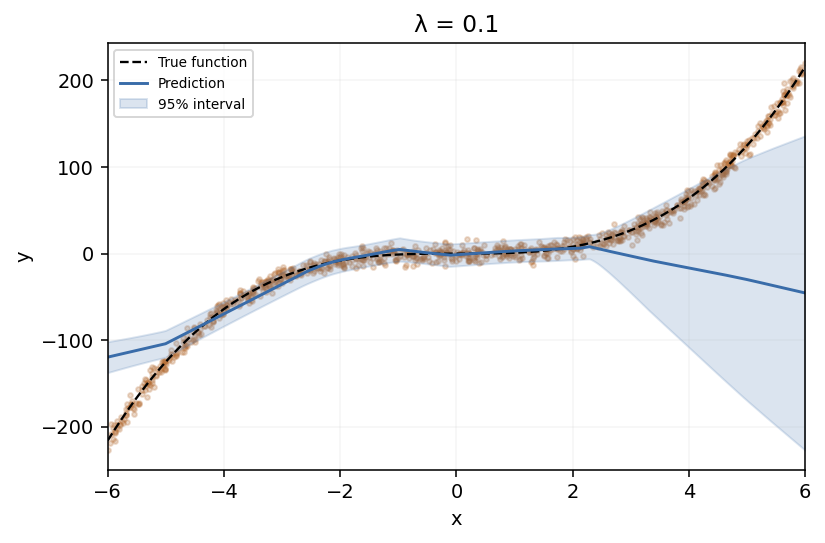 λ = 0.1
True function
Prediction
95% interval
200
100
0
−100
−200
y
−6 −4 −2 0 2 4 6
x